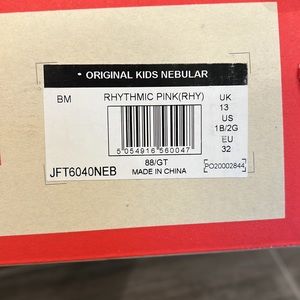 * ORIGINAL KIDS NEBULAR
BM RHYTHMIC PINK(RHY) UK
13
US
1B/2G
EU
32
5 054916 560047
88/GT
JFT6040NEB MADE IN CHINA PO20002844